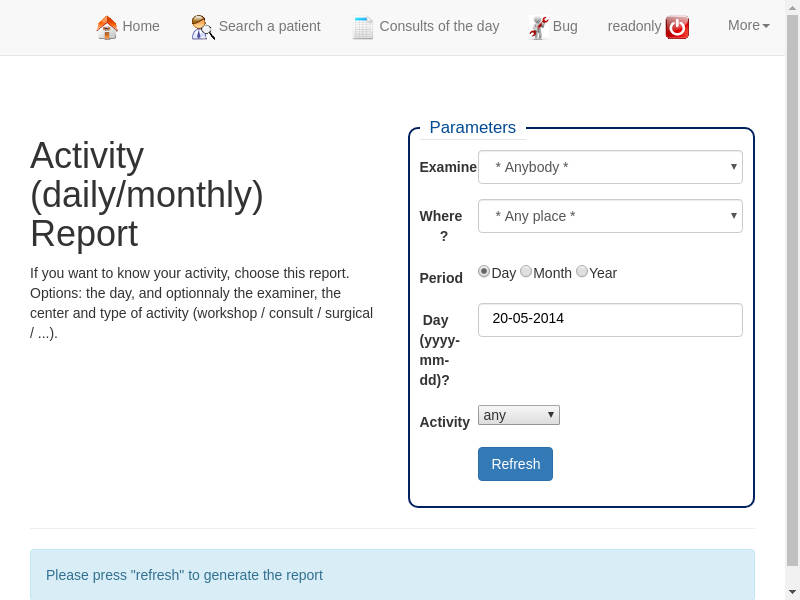 Home Search a patient Consults of the day Bug readonly More
Activity
(daily/monthly)
Report
If you want to know your activity, choose this report.
Options: the day, and optionnaly the examiner, the
center and type of activity (workshop / consult / surgical
/ ...).
Parameters
Examine * Anybody *
Where * Any place *
?
Period Day Month Year
Day 20-05-2014
(yyyy-
mm-
dd)?
Activity any
Refresh
Please press "refresh" to generate the report